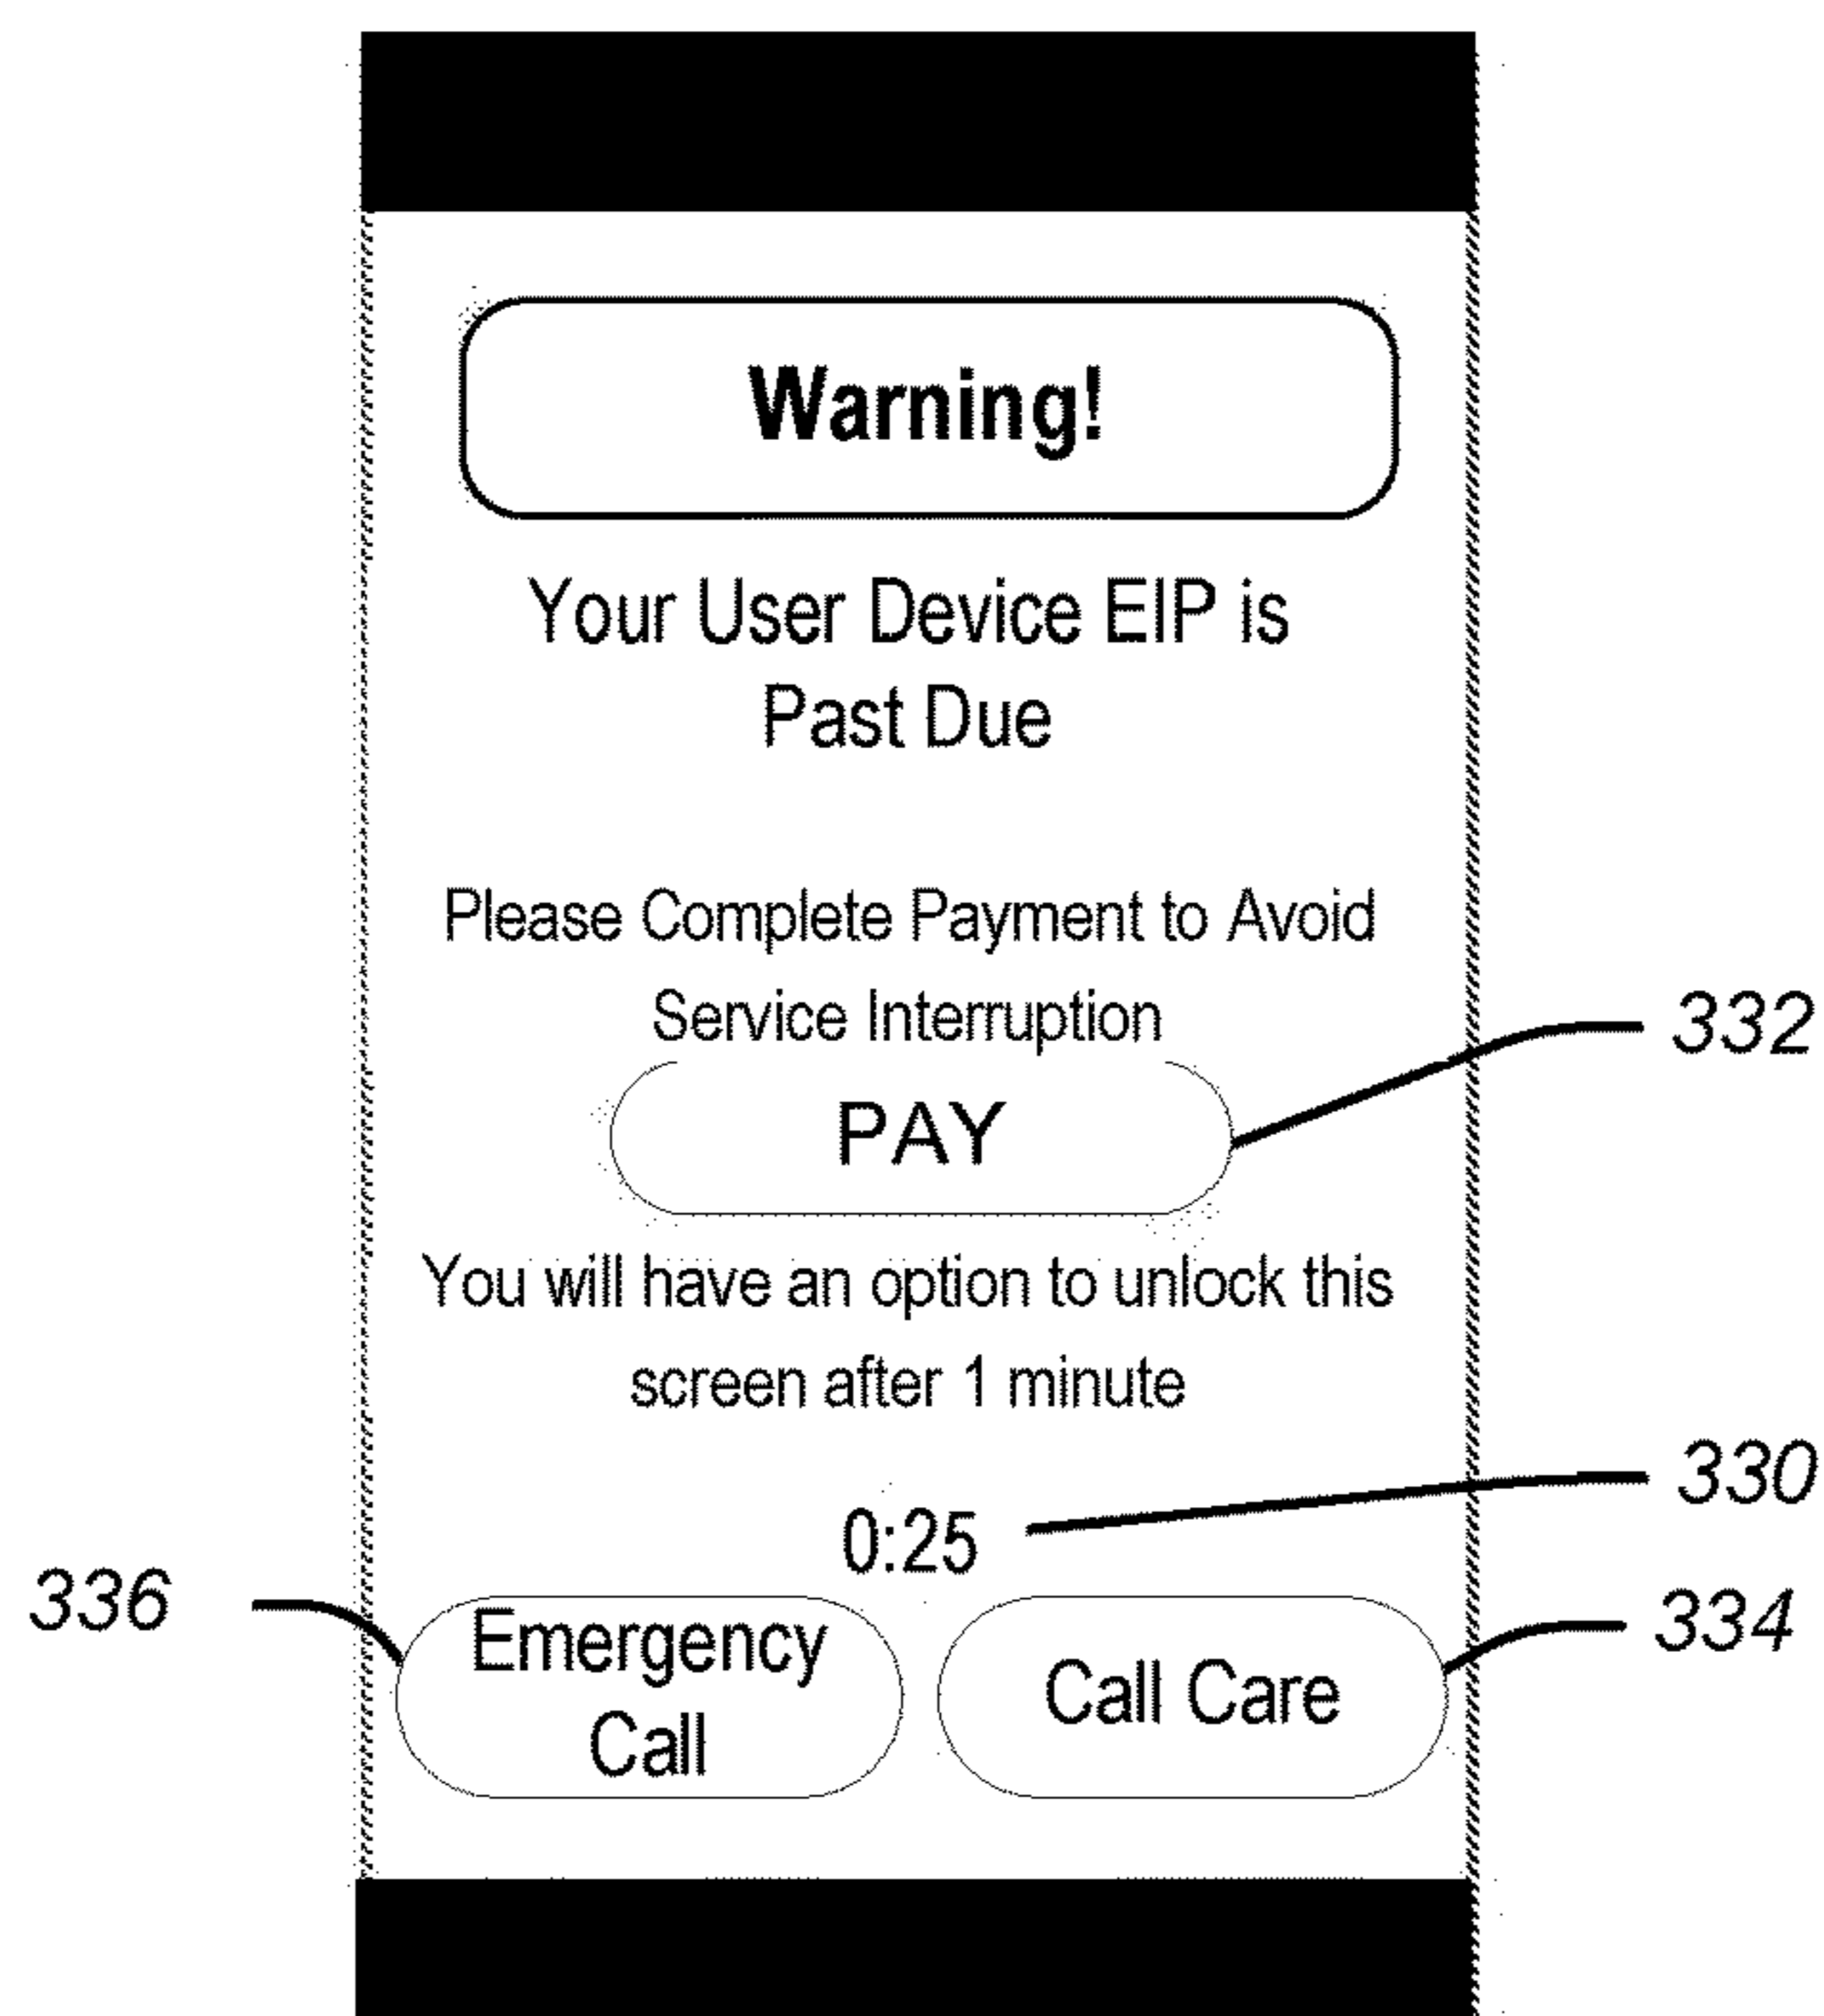 Warning!
Your User Device EIP is
Past Due
Please Complete Payment to Avoid
Service Interruption
332
PAY
You will have an option to unlock this
screen after 1 minute
330
0:25
336
334
Emergency
Call
Call Care